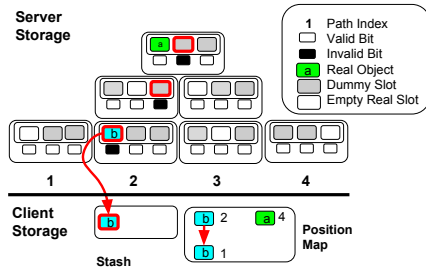 Server
Storage
1 Path Index
Valid Bit
Invalid Bit
a Real Object
Dummy Slot
Empty Real Slot
a
b
1 2 3 4
Client
Storage
b
Stash
b 2 a 4
b 1
Position
Map